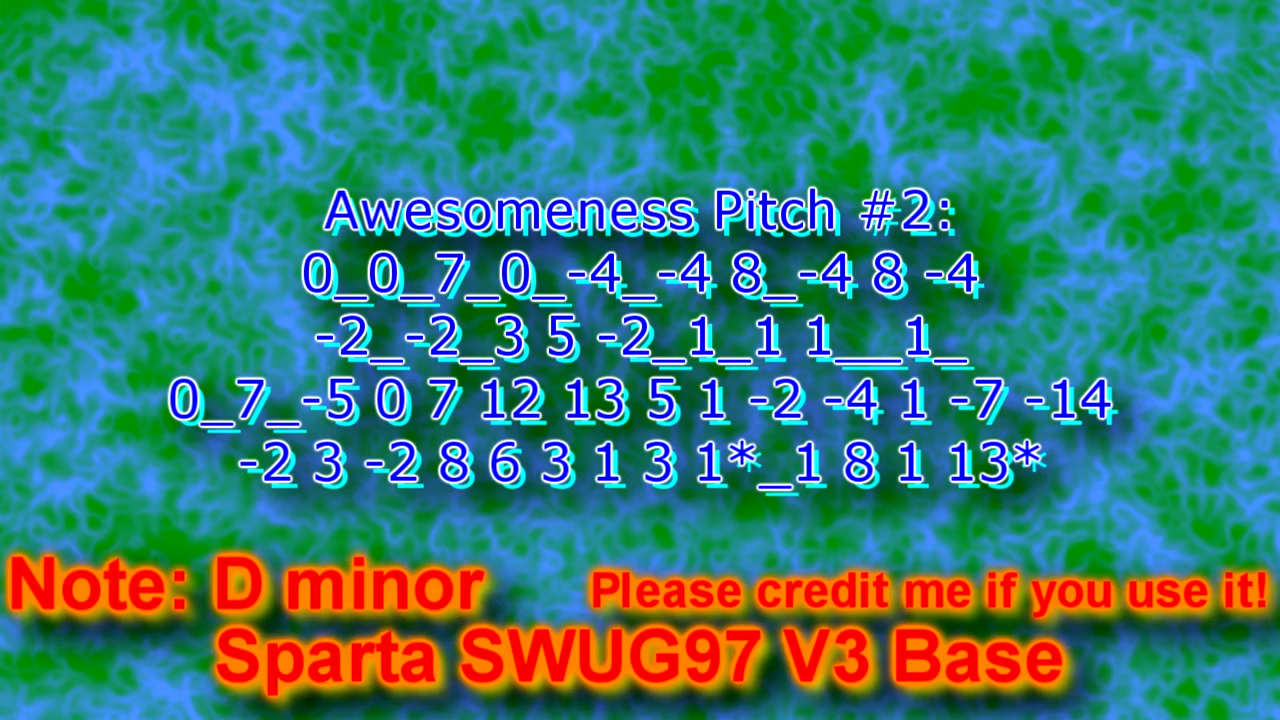 Awesomeness Pitch #2:
0_0_7_0_-4_-4 8_-4 8 -4
-2_-2_3 5 -2_1_1 1__1_
0_7_-5 0 7 12 13 5 1 -2 -4 1 -7 -14
-2 3 -2 8 6 3 1 3 1*_1 8 1 13*
Note: D minor
Please credit me if you use it!
Sparta SWUG97 V3 Base